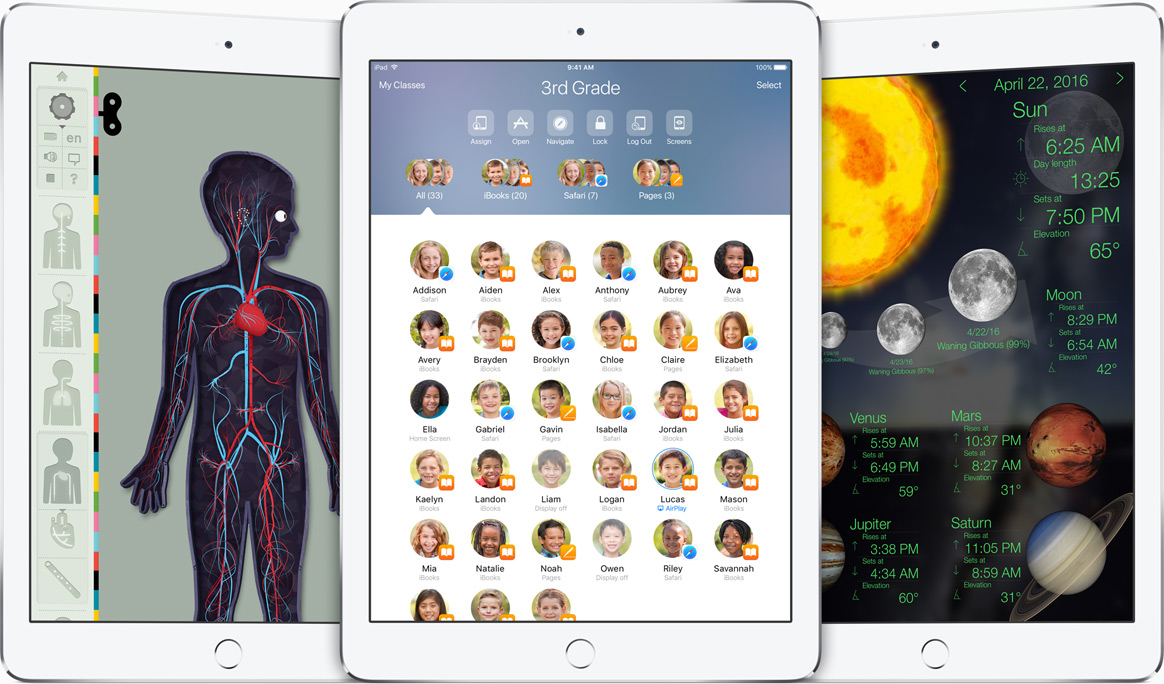 en
?
iPad
9:41 AM
100%
My Classes
3rd Grade
Select
Assign
Open
Navigate
Lock
Log Out
Screens
All (33)
iBooks (20)
Safari (7)
Pages (3)
Addison
Aiden
Alex
Anthony
Aubrey
Ava
Safari
iBooks
iBooks
Safari
iBooks
iBooks
Avery
Brayden
Brooklyn
Chloe
Claire
Elizabeth
iBooks
iBooks
Safari
iBooks
Pages
Safari
Ella
Gabriel
Gavin
Isabella
Jordan
Julia
Home Screen
Safari
Pages
Safari
iBooks
iBooks
Kaelyn
Landon
Liam
Logan
Lucas
Mason
iBooks
iBooks
Display off
iBooks
AirPlay
iBooks
Mia
Natalie
Noah
Owen
Riley
Savannah
iBooks
iBooks
Pages
Display off
Safari
iBooks
April 22, 2016
Sun
Rises at
6:25 AM
Day length
13:25
Sets at
7:50 PM
Elevation
65°
Moon
Rises at
8:29 PM
Sets at
6:54 AM
Elevation
42°
4/22/16
Waning Gibbous (99%)
4/23/16
Waning Gibbous (97%)
Venus
Rises at
5:59 AM
Sets at
6:49 PM
Elevation
59°
Mars
Rises at
10:37 PM
Sets at
8:27 AM
Elevation
31°
Jupiter
Rises at
3:38 PM
Sets at
4:34 AM
Elevation
60°
Saturn
Rises at
11:05 PM
Sets at
8:59 AM
Elevation
31°